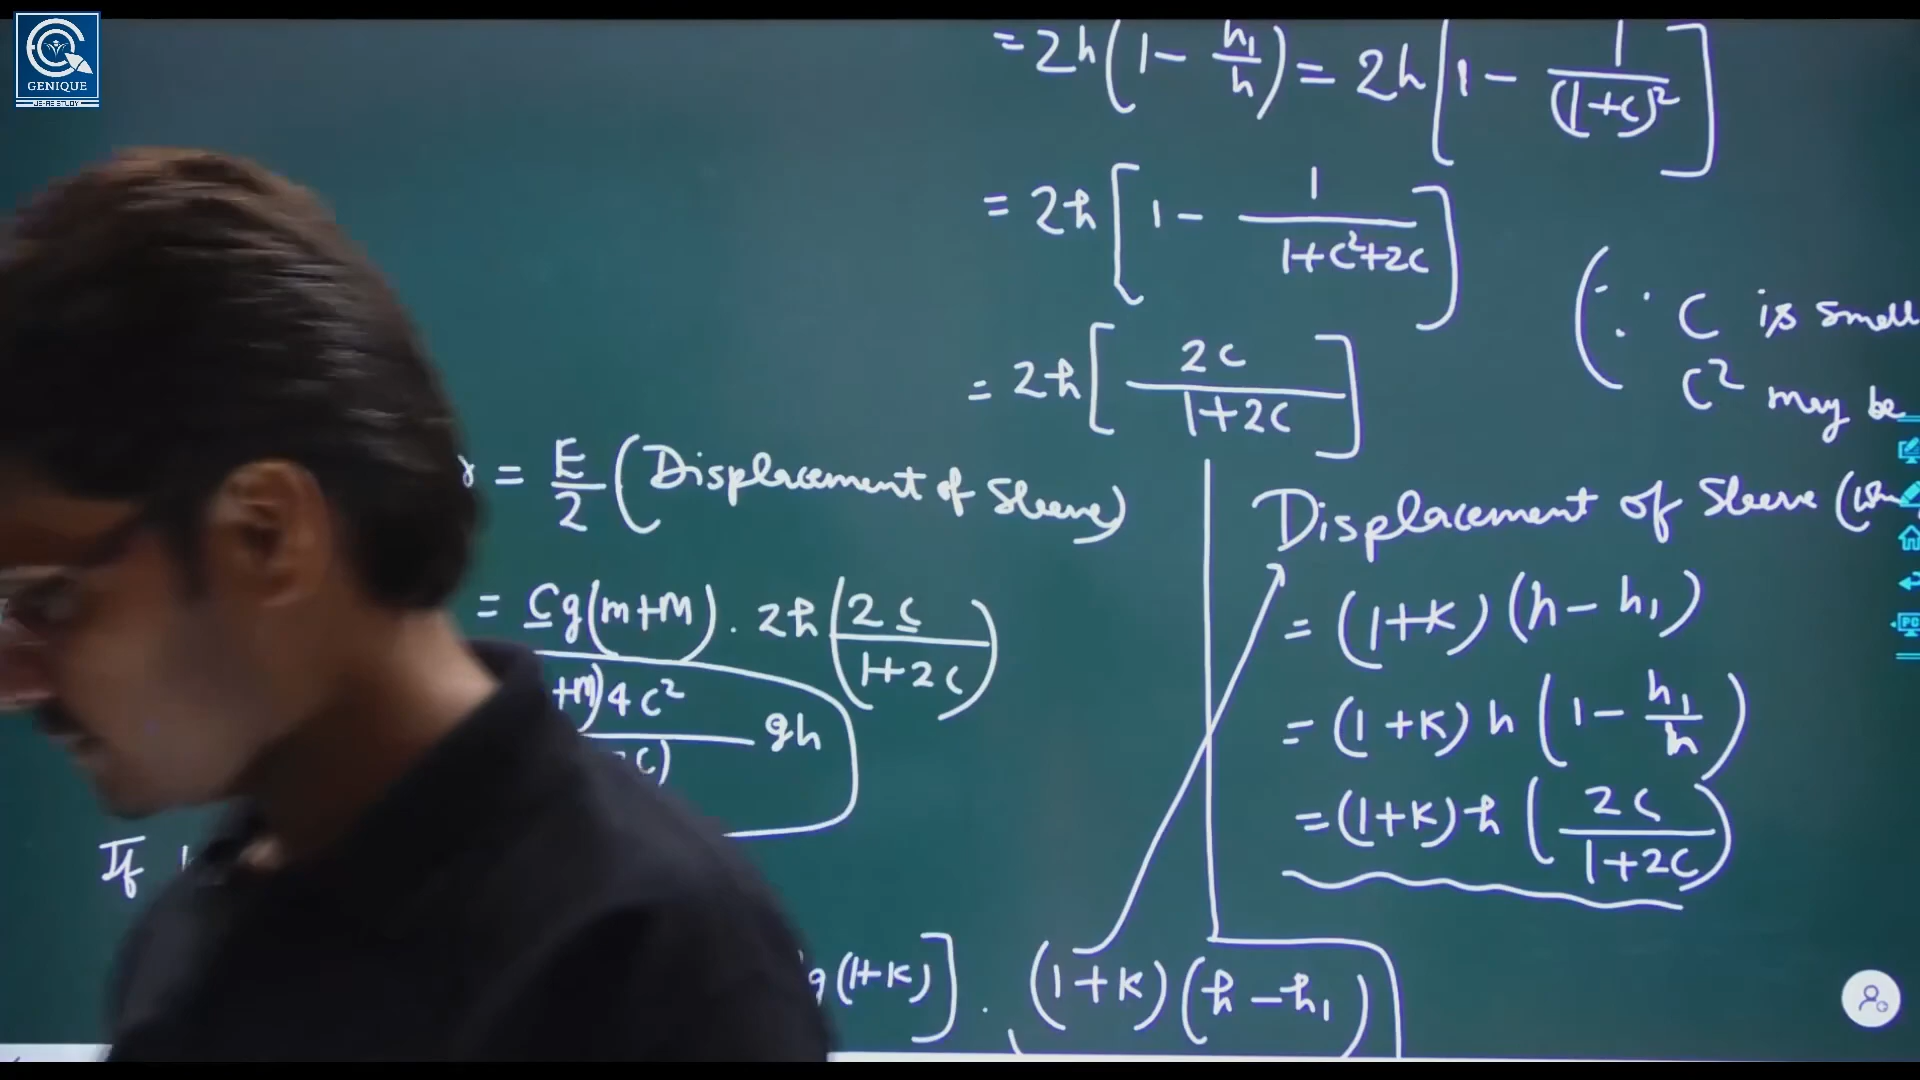 GENIQUE
= 2h (1 - h₁/h) = 2h [1 - 1/(1+c)²]
= 2h [1 - 1/(1+c²+2c)]
(∵ C is small
C² may be
= 2h [2c/(1+2c)]
r = E/2 (Displacement of Sleeve)
= cg(m+M) . 2h (2c/(1+2c))
+M)4c²
c) gh
If
Displacement of Sleeve (
= (1+K) (h - h₁)
= (1+K) h (1 - h₁/h)
= (1+K) h (2c/(1+2c))
g(1+K)] . (1+K) (h - h₁)
PC